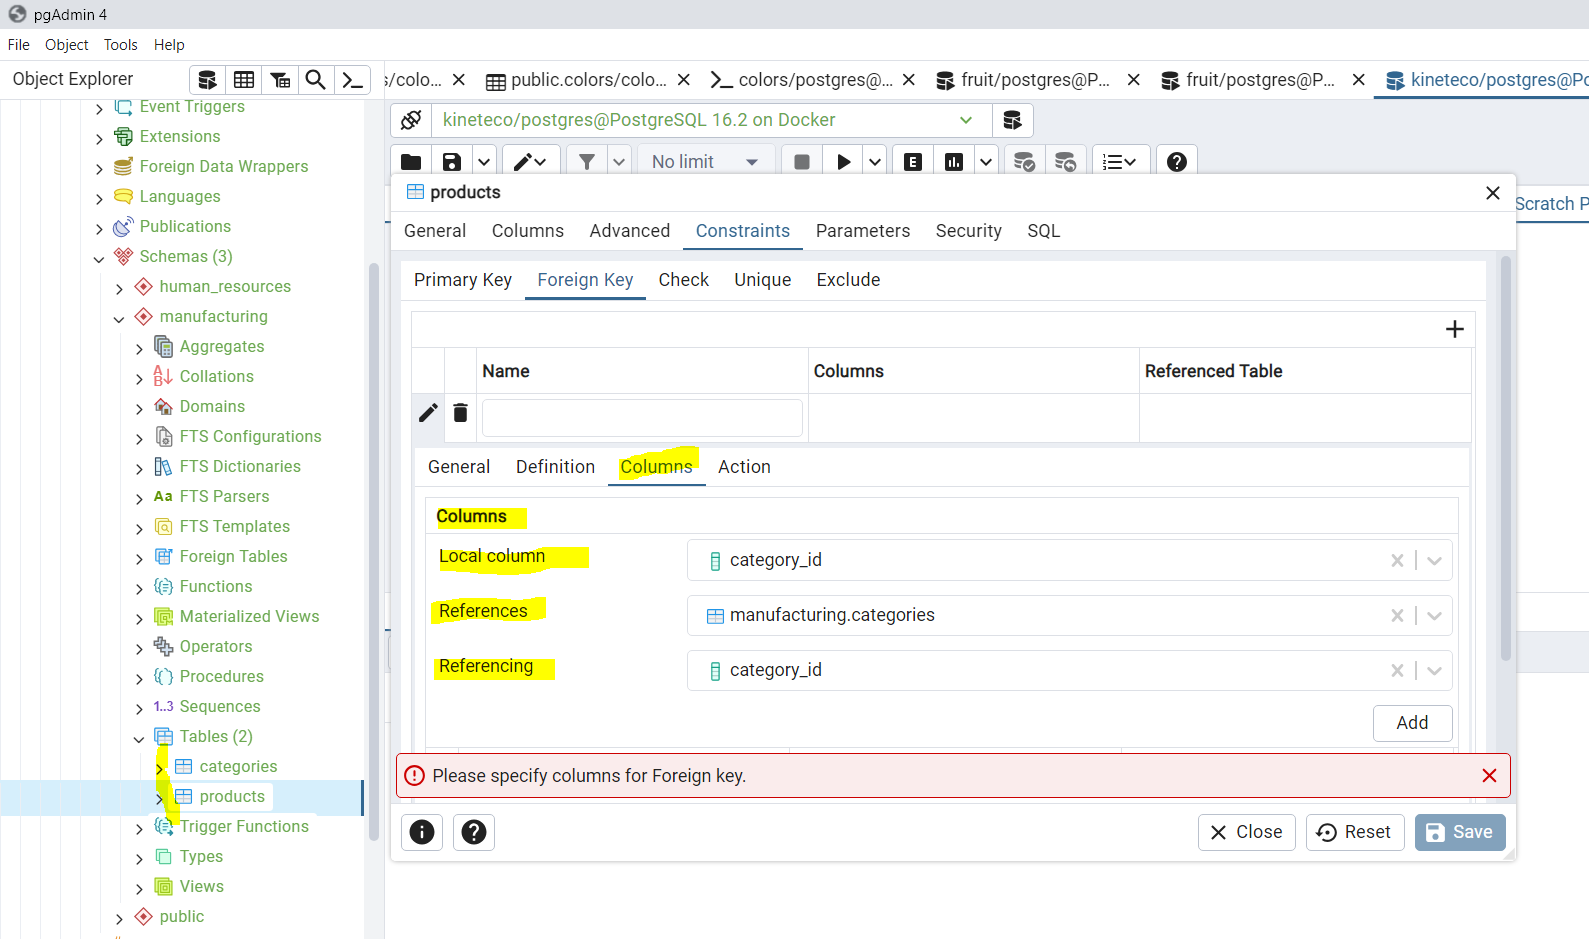 pgAdmin 4
File Object Tools Help
Object Explorer
s/colo...
public.colors/colo...
colors/postgres@...
fruit/postgres@P...
fruit/postgres@P...
kineteco/postgres@Po
kineteco/postgres@PostgreSQL 16.2 on Docker
No limit
E
Scratch P
Event Triggers
Extensions
Foreign Data Wrappers
Languages
Publications
Schemas (3)
human_resources
manufacturing
Aggregates
Collations
Domains
FTS Configurations
FTS Dictionaries
Aa FTS Parsers
FTS Templates
Foreign Tables
Functions
Materialized Views
Operators
Procedures
1..3 Sequences
Tables (2)
categories
products
Trigger Functions
Types
Views
public
products
General Columns Advanced Constraints Parameters Security SQL
Primary Key Foreign Key Check Unique Exclude
Name Columns Referenced Table
General Definition Columns Action
Columns
Local column category_id
References manufacturing.categories
Referencing category_id
Add
Please specify columns for Foreign key.
Close Reset Save